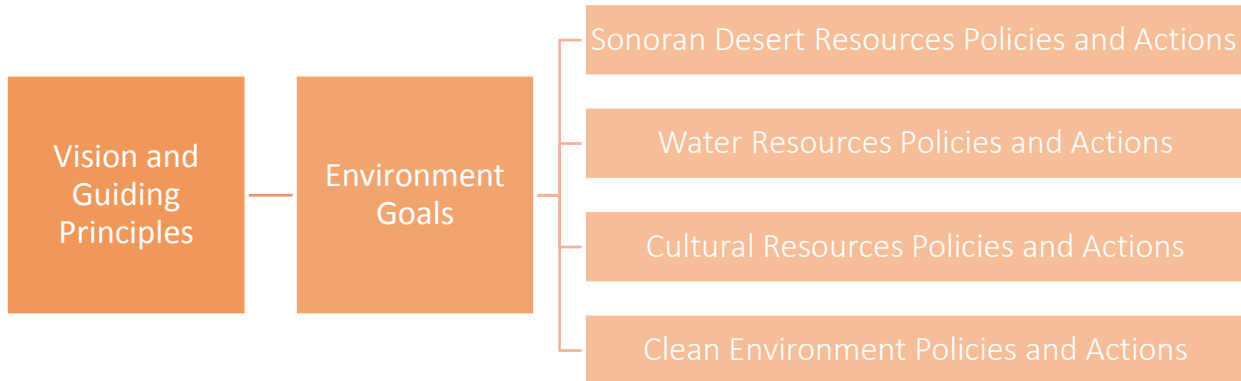 Vision and
Guiding
Principles
Environment
Goals
Sonoran Desert Resources Policies and Actions
Water Resources Policies and Actions
Cultural Resources Policies and Actions
Clean Environment Policies and Actions